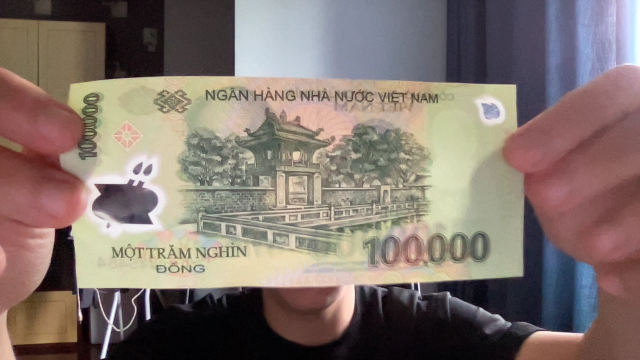 NGÂN HÀNG NHÀ NƯỚC VIỆT NAM
100000
MỘT TRĂM NGHÌN
ĐỒNG
100.000